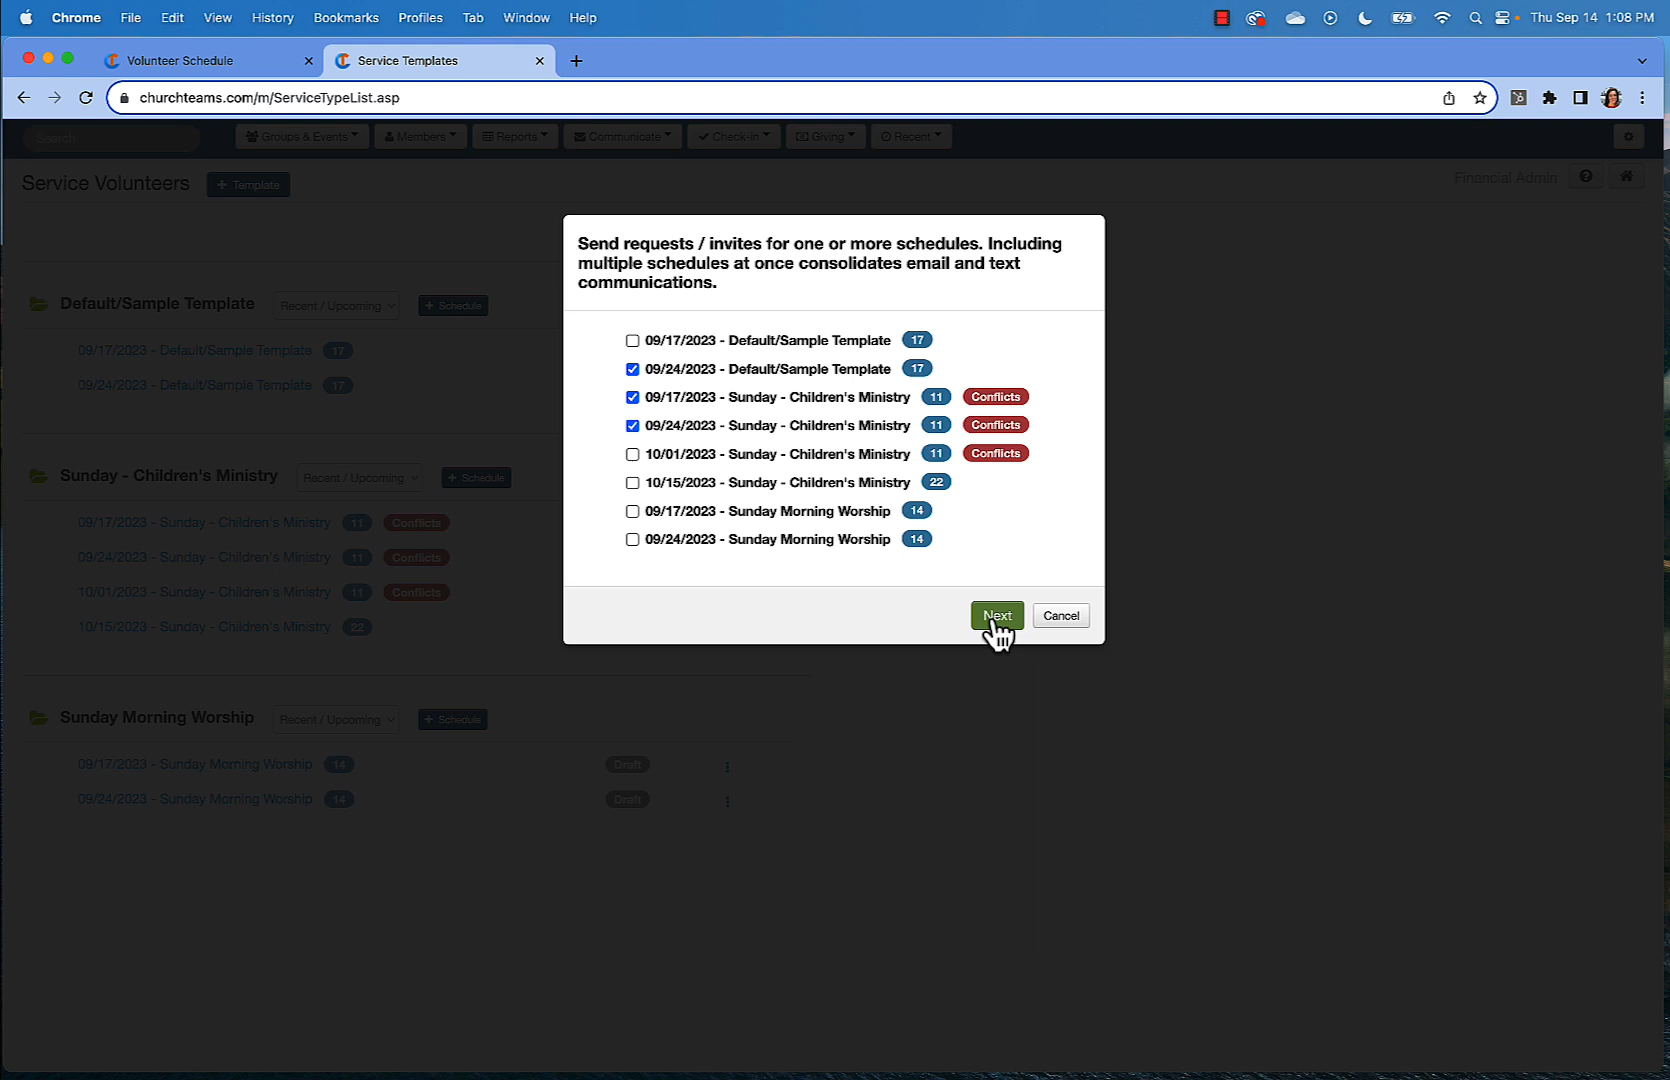 Chrome File Edit View History Bookmarks Profiles Tab Window Help Thu Sep 14 1:08 PM
Volunteer Schedule Service Templates
churchteams.com/m/ServiceTypeList.asp
Search Groups & Events Members Reports Communicate Check-in Giving Recent
Service Volunteers + Template Financial Admin
Send requests / invites for one or more schedules. Including
multiple schedules at once consolidates email and text
communications.
09/17/2023 - Default/Sample Template 17
09/24/2023 - Default/Sample Template 17
09/17/2023 - Sunday - Children's Ministry 11 Conflicts
09/24/2023 - Sunday - Children's Ministry 11 Conflicts
10/01/2023 - Sunday - Children's Ministry 11 Conflicts
10/15/2023 - Sunday - Children's Ministry 22
09/17/2023 - Sunday Morning Worship 14
09/24/2023 - Sunday Morning Worship 14
Next Cancel
Default/Sample Template Recent / Upcoming + Schedule
09/17/2023 - Default/Sample Template 17
09/24/2023 - Default/Sample Template 17
Sunday - Children's Ministry Recent / Upcoming + Schedule
09/17/2023 - Sunday - Children's Ministry 11 Conflicts
09/24/2023 - Sunday - Children's Ministry 11 Conflicts
10/01/2023 - Sunday - Children's Ministry 11 Conflicts
10/15/2023 - Sunday - Children's Ministry 22
Sunday Morning Worship Recent / Upcoming + Schedule
09/17/2023 - Sunday Morning Worship 14 Draft
09/24/2023 - Sunday Morning Worship 14 Draft